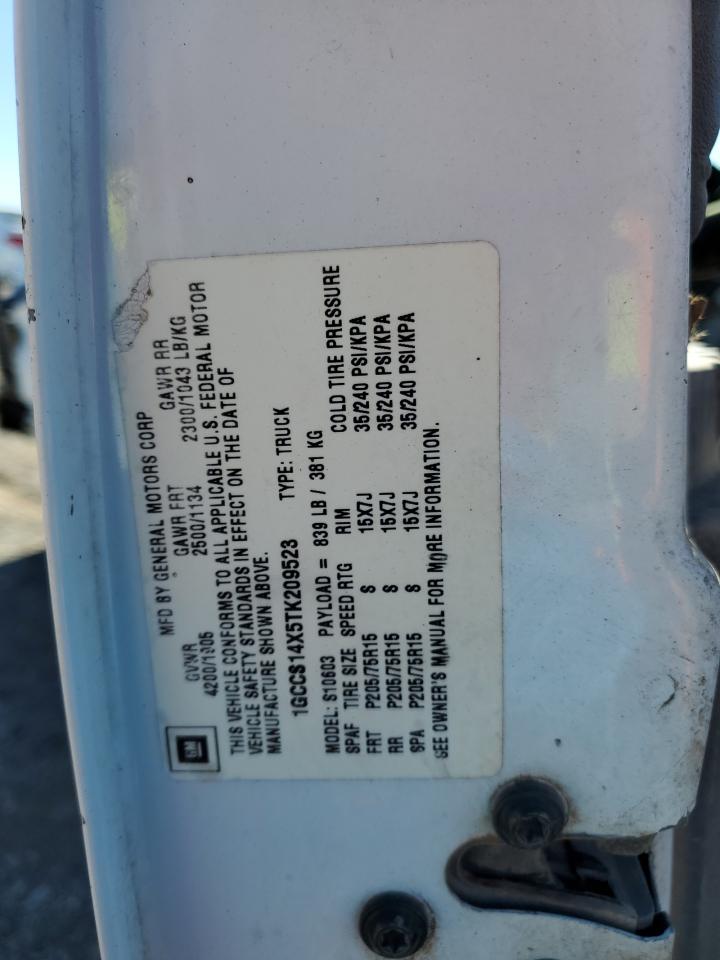 MFD BY GENERAL MOTORS CORP
GVWR GAWR FRT GAWR RR
4200/1905 2500/1134 2300/1043 LB/KG
THIS VEHICLE CONFORMS TO ALL APPLICABLE U.S. FEDERAL MOTOR
VEHICLE SAFETY STANDARDS IN EFFECT ON THE DATE OF
MANUFACTURE SHOWN ABOVE.
1GCCS14X5TK209523 TYPE: TRUCK
MODEL: S10603 PAYLOAD = 839 LB / 381 KG
SPAF TIRE SIZE SPEED RTG RIM COLD TIRE PRESSURE
FRT P205/75R15 S 15X7J 35/240 PSI/KPA
RR P205/75R15 S 15X7J 35/240 PSI/KPA
SPA P205/75R15 S 15X7J 35/240 PSI/KPA
SEE OWNER'S MANUAL FOR MORE INFORMATION.
GM